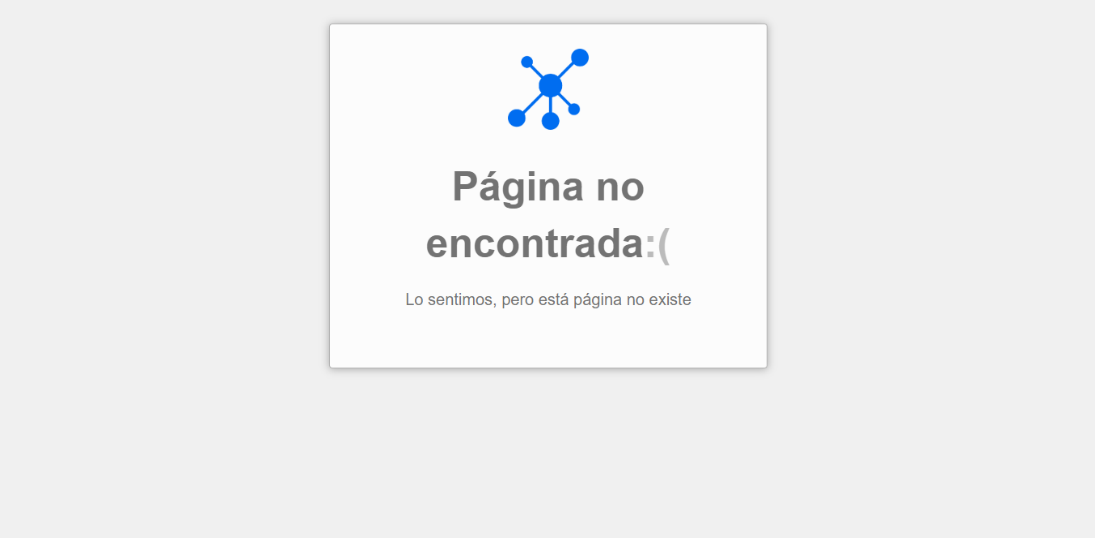 Página no
encontrada:(
Lo sentimos, pero está página no existe